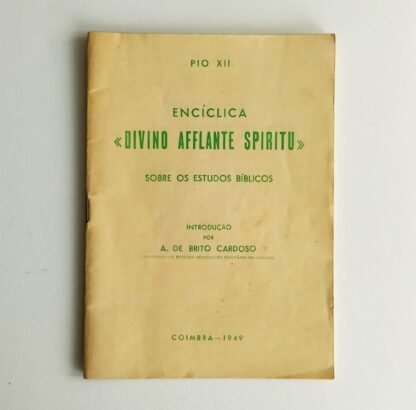 PIO XII
ENCÍCLICA
«DIVINO AFFLANTE SPIRITU»
SOBRE OS ESTUDOS BÍBLICOS
INTRODUÇÃO
POR
A. DE BRITO CARDOSO
COIMBRA—1949